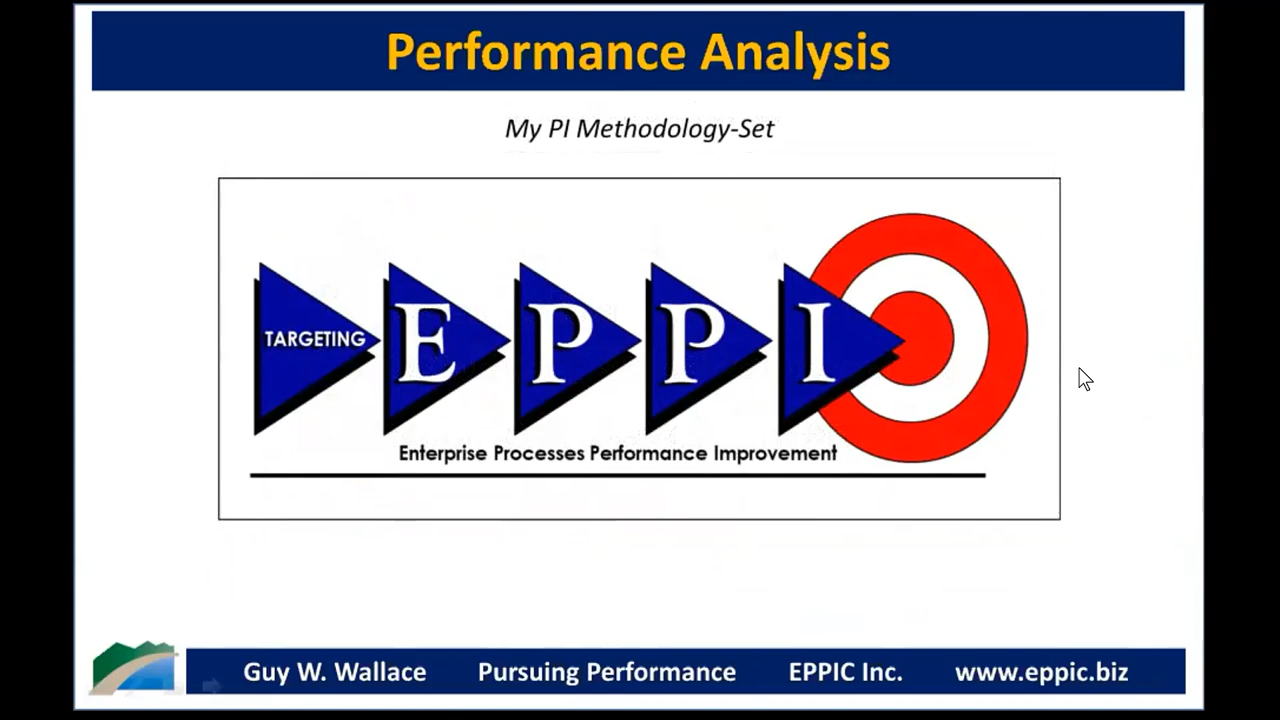 Performance Analysis
My PI Methodology-Set
TARGETING E P P I
Enterprise Processes Performance Improvement
Guy W. Wallace Pursuing Performance EPPIC Inc. www.eppic.biz